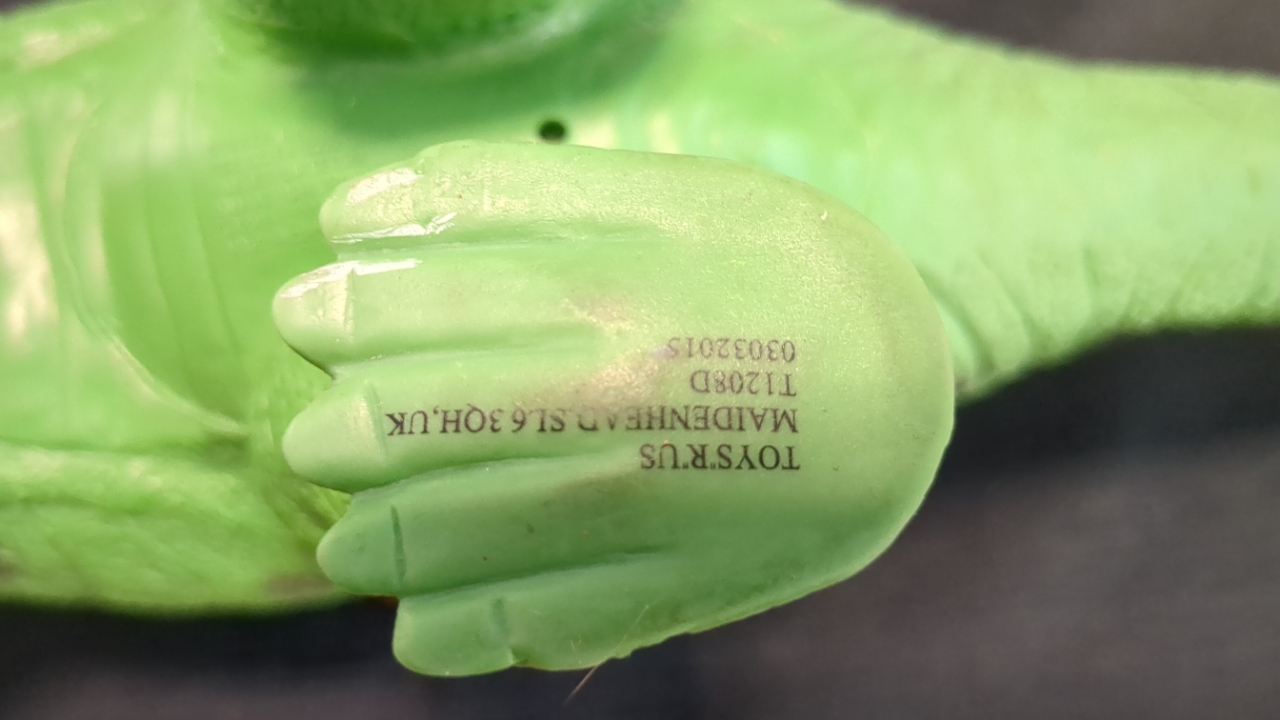 TOYS"R"US
MAIDENHEAD.SL6 3QH,UK
T1208D
03032015